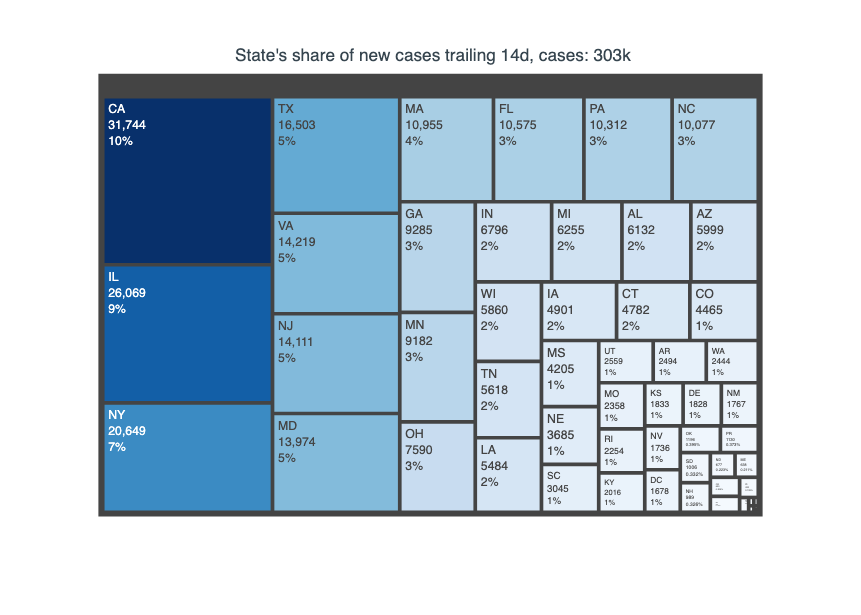 State's share of new cases trailing 14d, cases: 303k
CA
31,744
10%
IL
26,069
9%
NY
20,649
7%
TX
16,503
5%
VA
14,219
5%
NJ
14,111
5%
MD
13,974
5%
MA
10,955
4%
FL
10,575
3%
PA
10,312
3%
NC
10,077
3%
GA
9285
3%
MN
9182
3%
OH
7590
3%
IN
6796
2%
MI
6255
2%
AL
6132
2%
AZ
5999
2%
WI
5860
2%
TN
5618
2%
LA
5484
2%
IA
4901
2%
CT
4782
2%
CO
4465
1%
MS
4205
1%
NE
3685
1%
SC
3045
1%
UT
2559
1%
AR
2494
1%
WA
2444
1%
MO
2358
1%
RI
2254
1%
KY
2016
1%
KS
1833
1%
DE
1828
1%
NM
1767
1%
NV
1736
1%
DC
1678
1%
PR
SD
NH